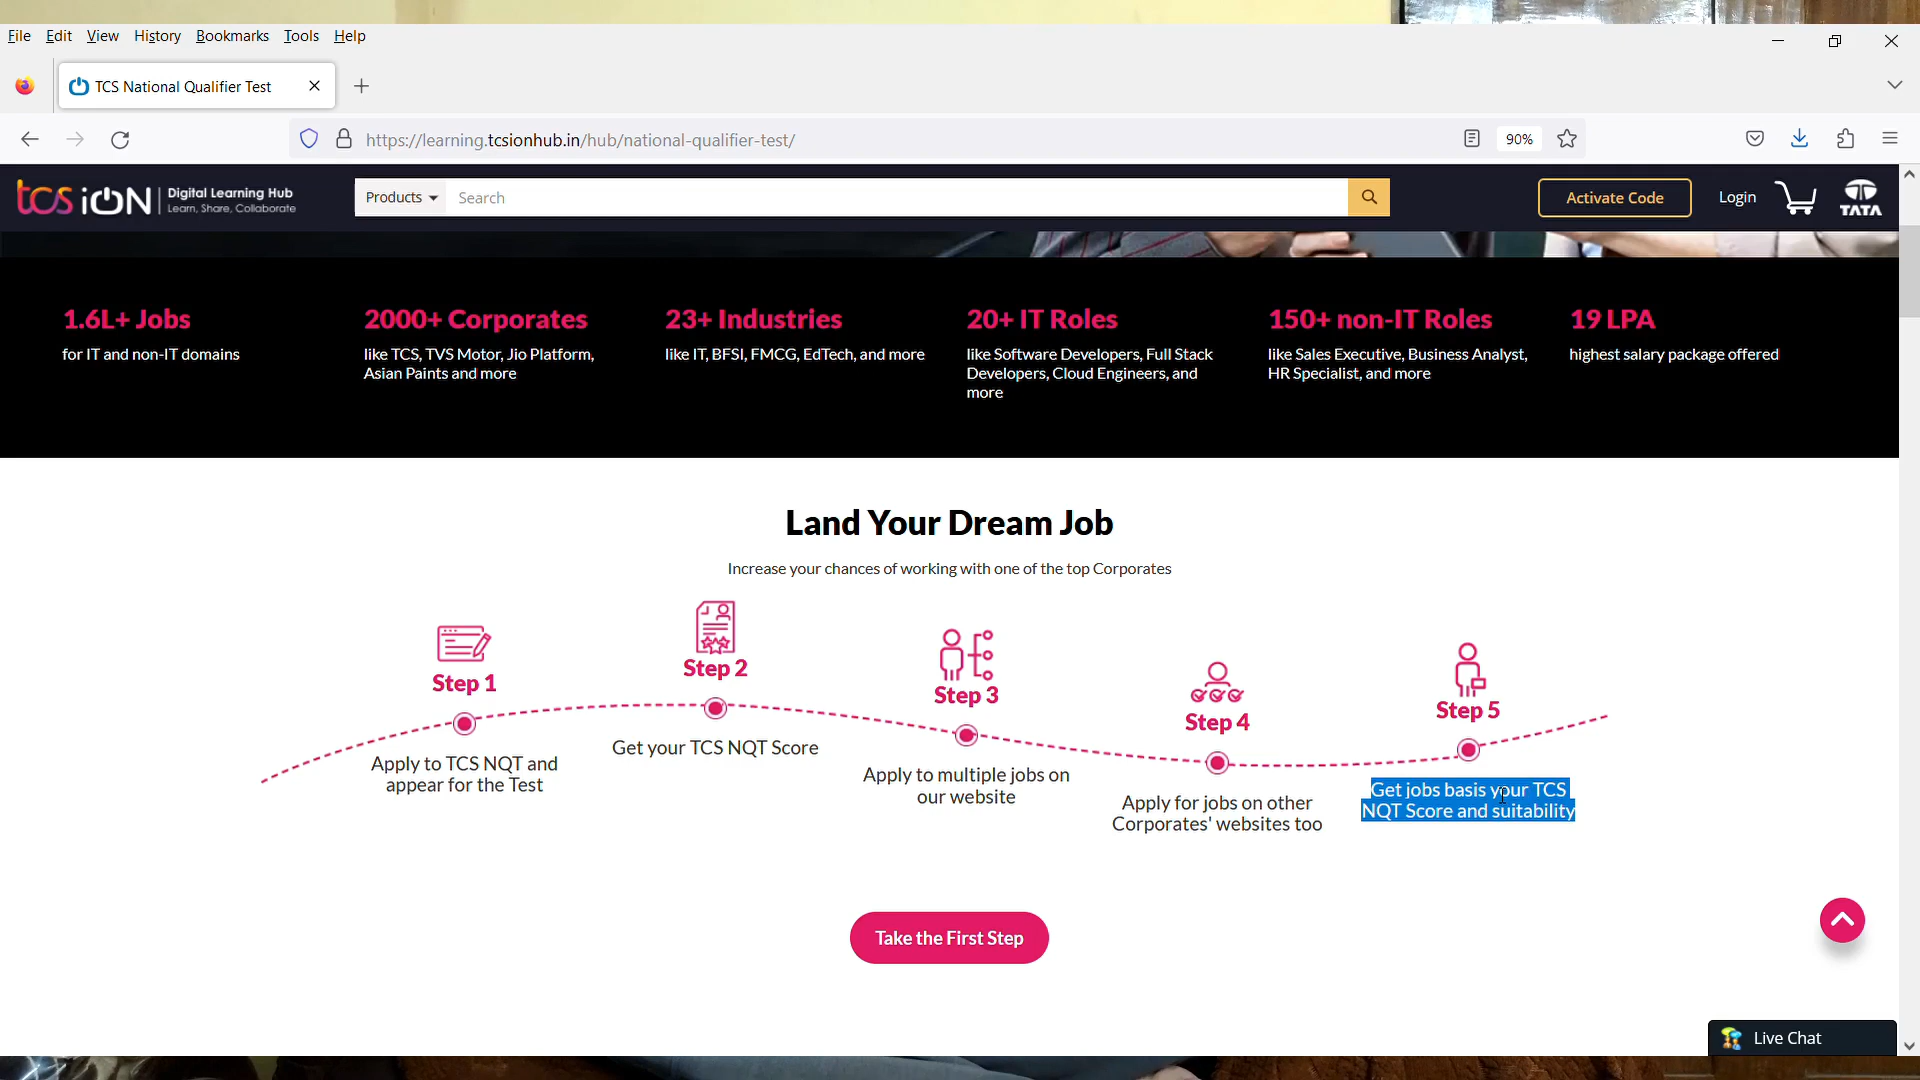 File Edit View History Bookmarks Tools Help
TCS National Qualifier Test
https://learning.tcsionhub.in/hub/national-qualifier-test/
90%
tcs iON | Digital Learning Hub
Learn, Share, Collaborate
Products
Search
Activate Code
Login
TATA
1.6L+ Jobs
for IT and non-IT domains
2000+ Corporates
like TCS, TVS Motor, Jio Platform,
Asian Paints and more
23+ Industries
like IT, BFSI, FMCG, EdTech, and more
20+ IT Roles
like Software Developers, Full Stack
Developers, Cloud Engineers, and
more
150+ non-IT Roles
like Sales Executive, Business Analyst,
HR Specialist, and more
19 LPA
highest salary package offered
Land Your Dream Job
Increase your chances of working with one of the top Corporates
Step 1
Apply to TCS NQT and
appear for the Test
Step 2
Get your TCS NQT Score
Step 3
Apply to multiple jobs on
our website
Step 4
Apply for jobs on other
Corporates' websites too
Step 5
Get jobs basis your TCS
NQT Score and suitability
Take the First Step
Live Chat